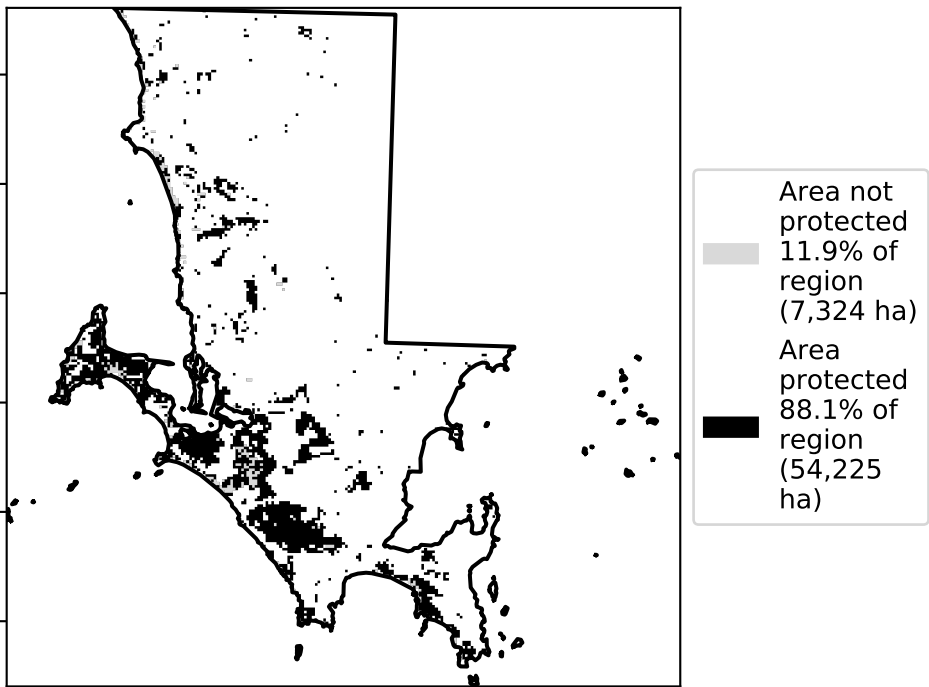 Area not
protected
11.9% of
region
(7,324 ha)
Area
protected
88.1% of
region
(54,225
ha)